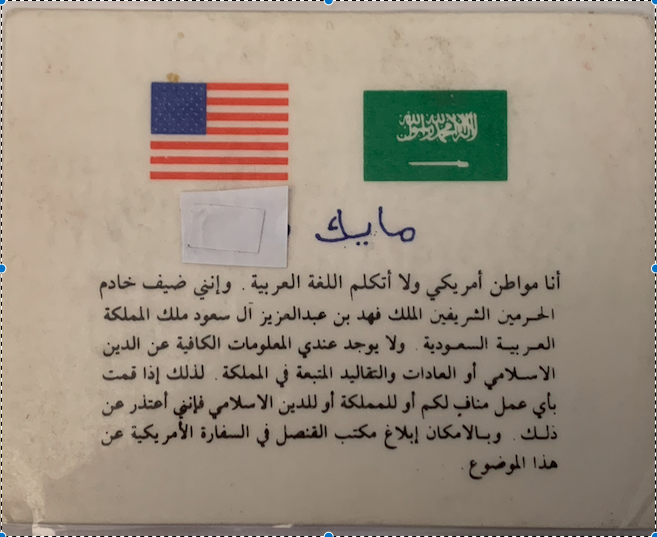 لا إله إلا الله محمد رسول الله
مايك
أنا مواطن أمريكي ولا أتكلم اللغة العربية . وإنني ضيف خادم
الحرمين الشريفين الملك فهد بن عبدالعزيز آل سعود ملك المملكة
العربية السعودية . ولا يوجد عندي المعلومات الكافية عن الدين
الاسلامي أو العادات والتقاليد المتبعة في المملكة . لذلك إذا قمت
بأي عمل منافٍ لكم أو للمملكة أو للدين الاسلامي فإنني أعتذر عن
ذلك . وبالامكان إبلاغ مكتب القنصل في السفارة الأمريكية عن
هذا الموضوع .